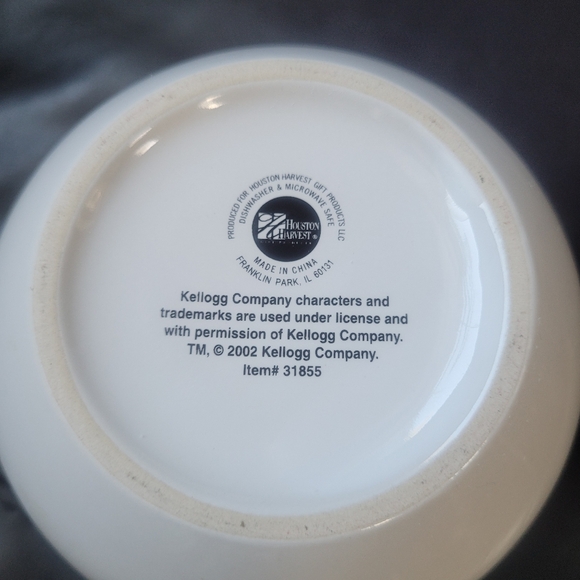 PRODUCED FOR HOUSTON HARVEST GIFT PRODUCTS LLC
DISHWASHER & MICROWAVE SAFE
HOUSTON
HARVEST®
MADE IN CHINA
FRANKLIN PARK, IL 60131
Kellogg Company characters and
trademarks are used under license and
with permission of Kellogg Company.
TM, © 2002 Kellogg Company.
Item# 31855